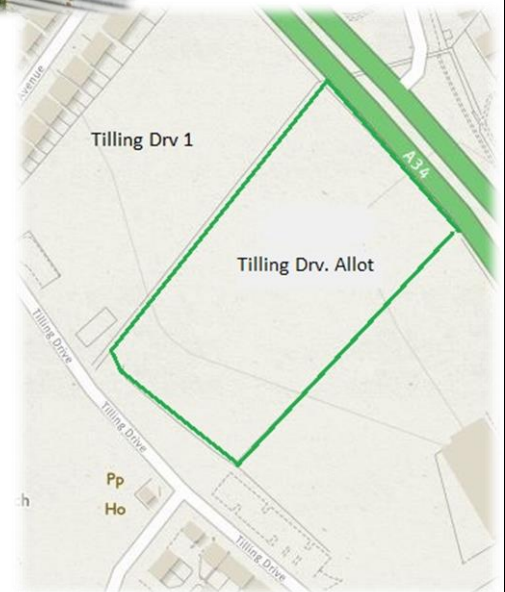 Avenue
Tilling Drv 1
A34
Tilling Drv. Allot
Tilling Drive
Tilling Drive
Pp
Ho
h
Tilling Drive